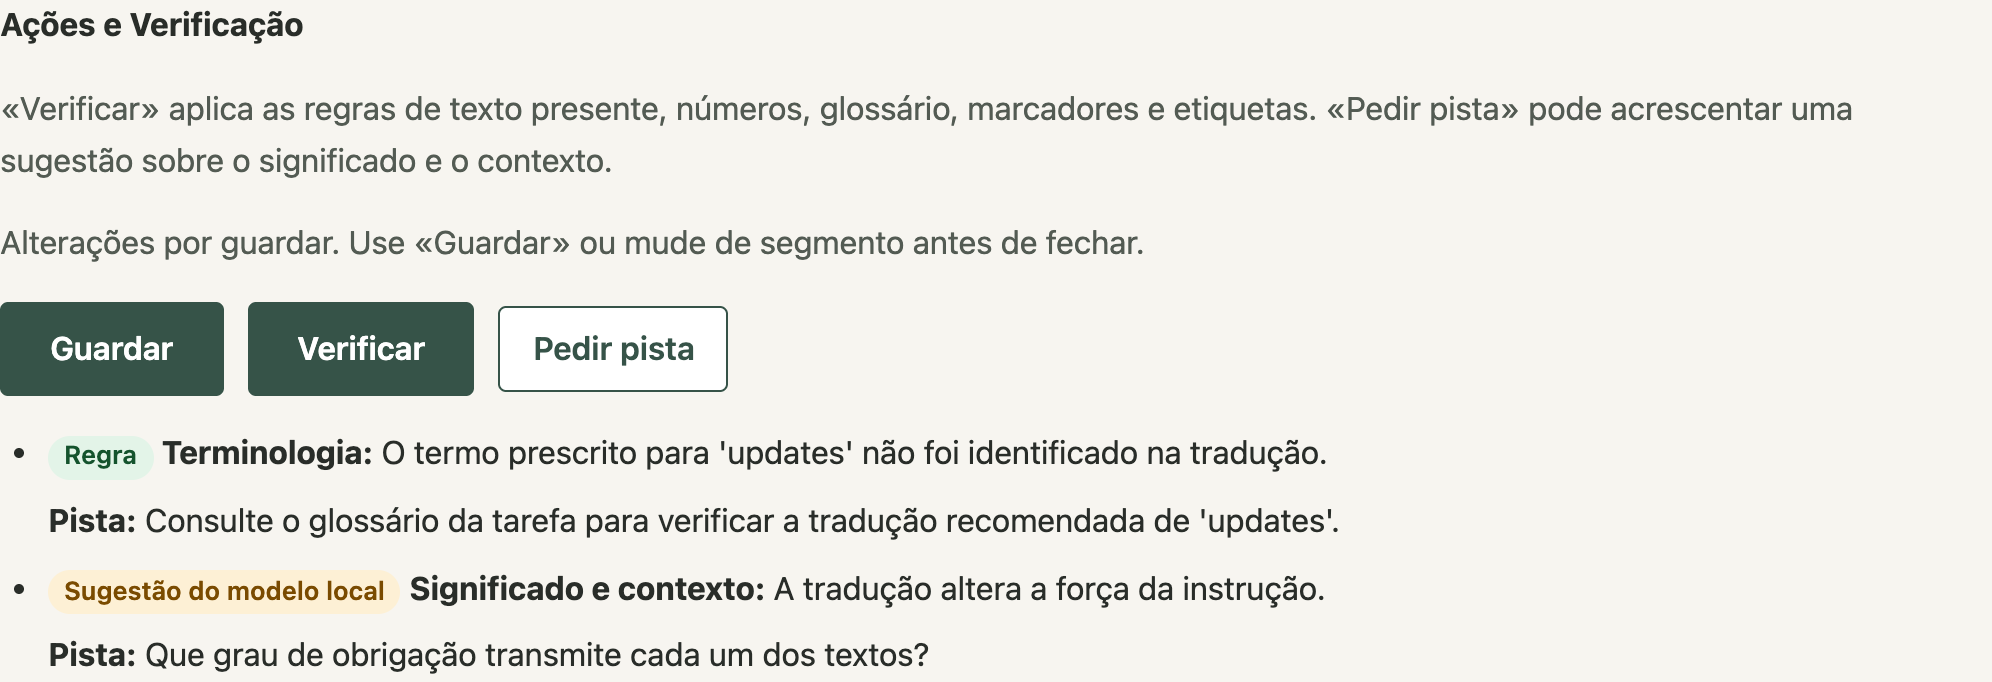 Ações e Verificação
«Verificar» aplica as regras de texto presente, números, glossário, marcadores e etiquetas. «Pedir pista» pode acrescentar uma
sugestão sobre o significado e o contexto.
Alterações por guardar. Use «Guardar» ou mude de segmento antes de fechar.
Guardar Verificar Pedir pista
• Regra Terminologia: O termo prescrito para 'updates' não foi identificado na tradução.
Pista: Consulte o glossário da tarefa para verificar a tradução recomendada de 'updates'.
• Sugestão do modelo local Significado e contexto: A tradução altera a força da instrução.
Pista: Que grau de obrigação transmite cada um dos textos?